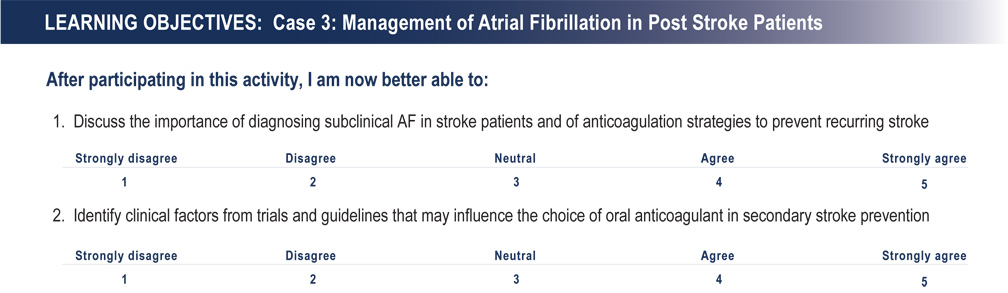 LEARNING OBJECTIVES: Case 3: Management of Atrial Fibrillation in Post Stroke Patients
After participating in this activity, I am now better able to:
1. Discuss the importance of diagnosing subclinical AF in stroke patients and of anticoagulation strategies to prevent recurring stroke
Strongly disagree Disagree Neutral Agree Strongly agree
1 2 3 4 5
2. Identify clinical factors from trials and guidelines that may influence the choice of oral anticoagulant in secondary stroke prevention
Strongly disagree Disagree Neutral Agree Strongly agree
1 2 3 4 5